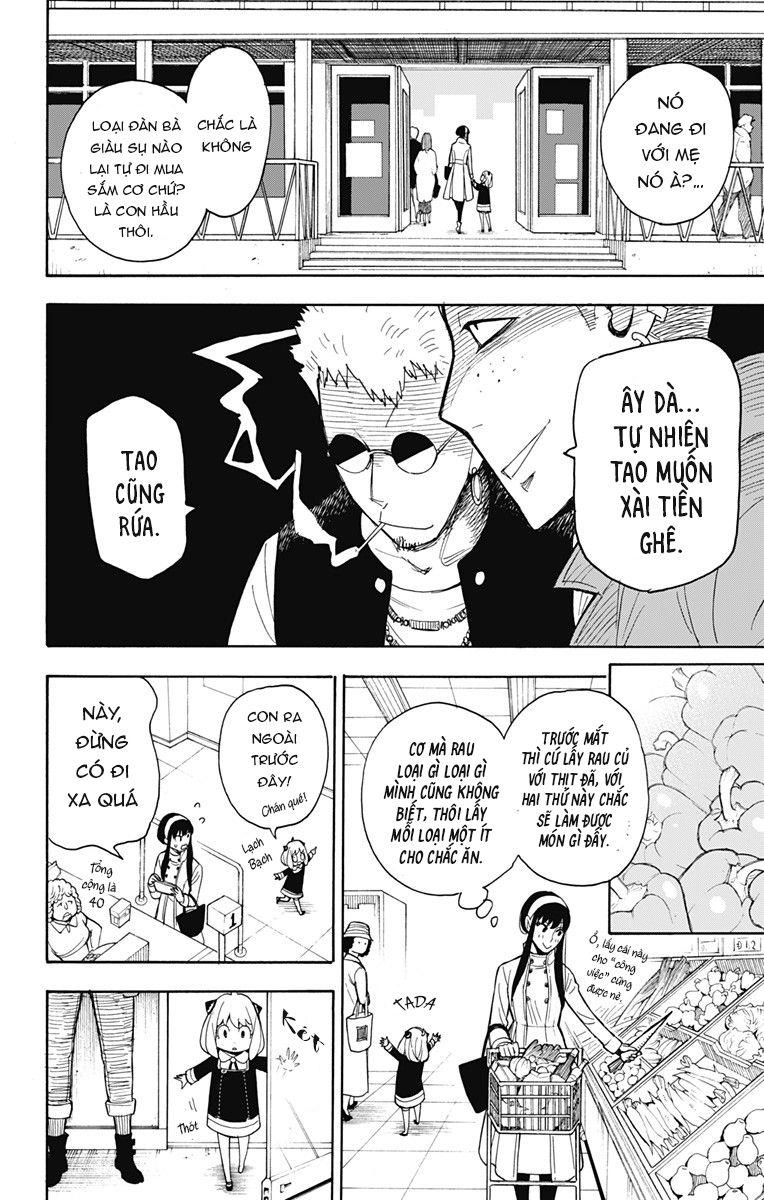 NÓ
ĐANG ĐI
VỚI MẸ
NÓ À?...
CHẮC LÀ
KHÔNG
LOẠI ĐÀN BÀ
GIÀU SỤ NÀO
LẠI TỰ ĐI MUA
SẮM CƠ CHỨ?
LÀ CON HẦU
THÔI.
ÂY DÀ...
TỰ NHIÊN
TAO MUỐN
XÀI TIỀN
GHÊ.
TAO
CŨNG
RỨA.
TRƯỚC MẮT
THÌ CỨ LẤY RAU CỦ
VỚI THỊT ĐÃ, VỚI
HAI THỨ NÀY CHẮC
SẼ LÀM ĐƯỢC
MÓN GÌ ĐẤY.
CƠ MÀ RAU
LOẠI GÌ LOẠI GÌ
MÌNH CŨNG KHÔNG
BIẾT, THÔI LẤY
MỖI LOẠI MỘT ÍT
CHO CHẮC ĂN.
Ồ, lấy cái này
cho "công
việc" cũng
được nè.
Đ1.2
TADA
CON RA
NGOÀI
TRƯỚC
ĐÂY!
Chán quá!
NÀY,
ĐỪNG
CÓ ĐI
XA QUÁ
Lạch
Bạch
Tổng
cộng là
40
1
Két
Thót